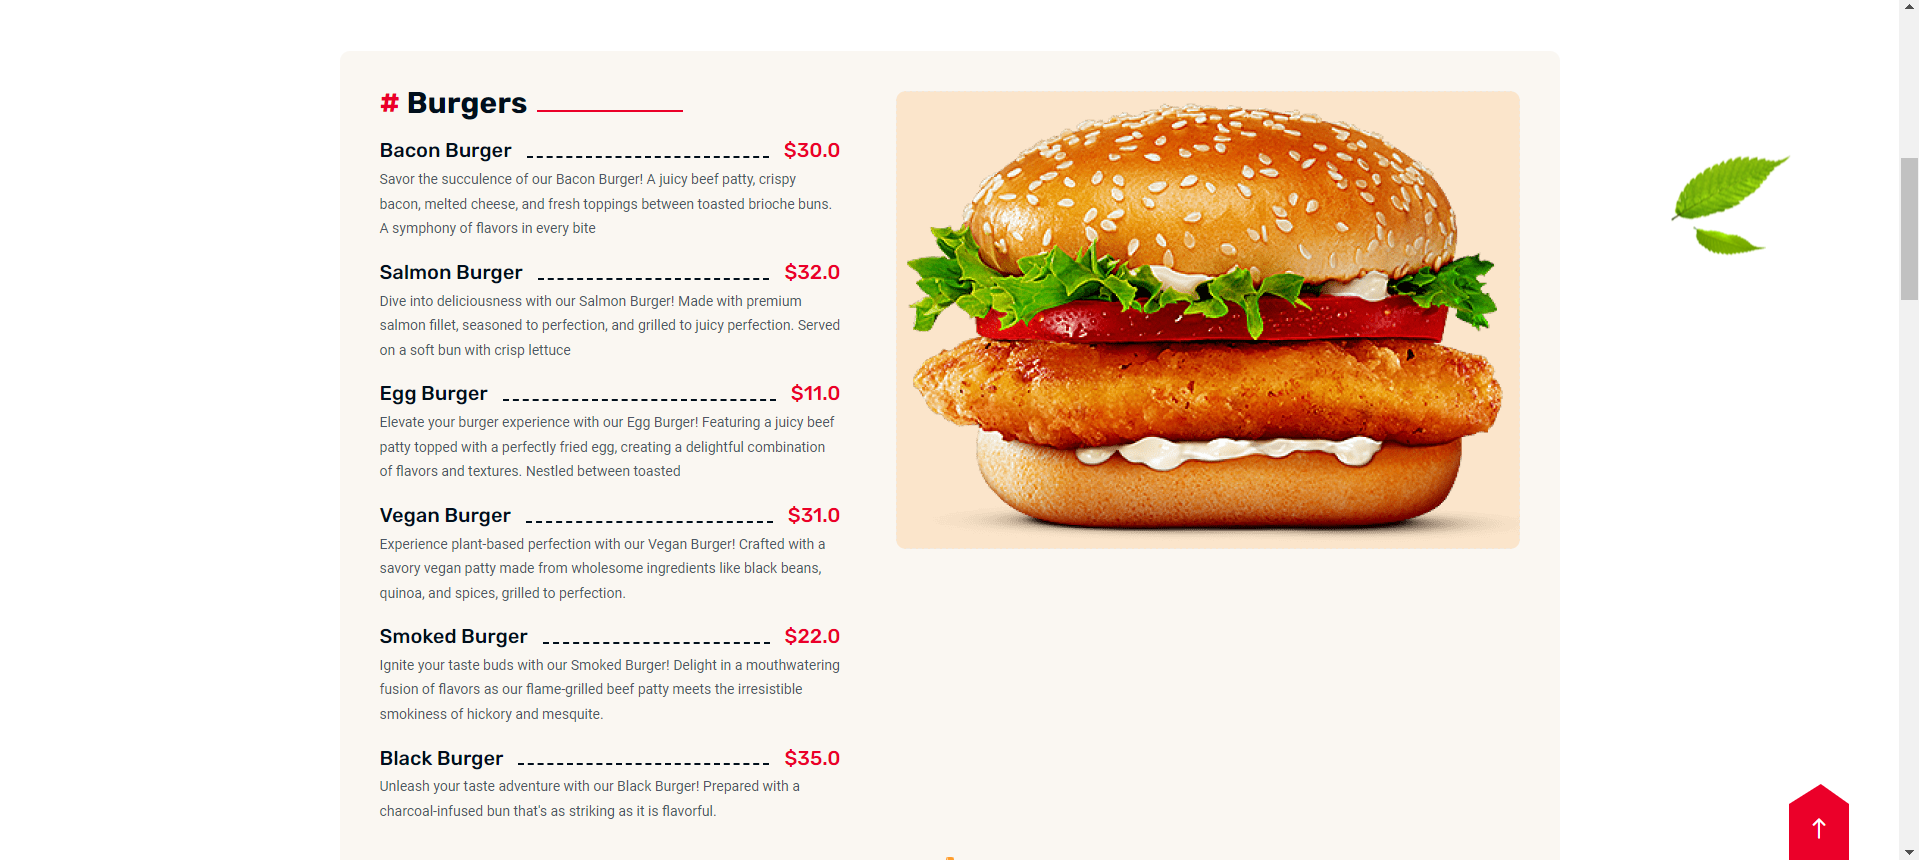 # Burgers
Bacon Burger $30.0
Savor the succulence of our Bacon Burger! A juicy beef patty, crispy
bacon, melted cheese, and fresh toppings between toasted brioche buns.
A symphony of flavors in every bite
Salmon Burger $32.0
Dive into deliciousness with our Salmon Burger! Made with premium
salmon fillet, seasoned to perfection, and grilled to juicy perfection. Served
on a soft bun with crisp lettuce
Egg Burger $11.0
Elevate your burger experience with our Egg Burger! Featuring a juicy beef
patty topped with a perfectly fried egg, creating a delightful combination
of flavors and textures. Nestled between toasted
Vegan Burger $31.0
Experience plant-based perfection with our Vegan Burger! Crafted with a
savory vegan patty made from wholesome ingredients like black beans,
quinoa, and spices, grilled to perfection.
Smoked Burger $22.0
Ignite your taste buds with our Smoked Burger! Delight in a mouthwatering
fusion of flavors as our flame-grilled beef patty meets the irresistible
smokiness of hickory and mesquite.
Black Burger $35.0
Unleash your taste adventure with our Black Burger! Prepared with a
charcoal-infused bun that's as striking as it is flavorful.